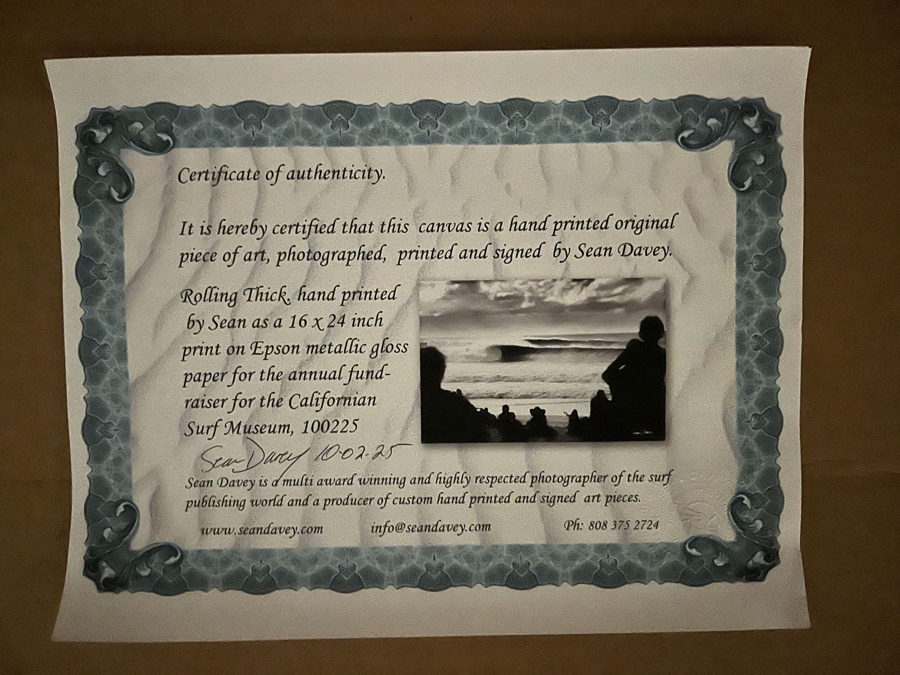 Certificate of authenticity.
It is hereby certified that this canvas is a hand printed original
piece of art, photographed, printed and signed by Sean Davey.
Rolling Thick, hand printed
by Sean as a 16 x 24 inch
print on Epson metallic gloss
paper for the annual fund-
raiser for the Californian
Surf Museum, 100225
Sean Davey 10-02-25
Sean Davey is a multi award winning and highly respected photographer of the surf
publishing world and a producer of custom hand printed and signed art pieces.
www.seandavey.com info@seandavey.com Ph: 808 375 2724